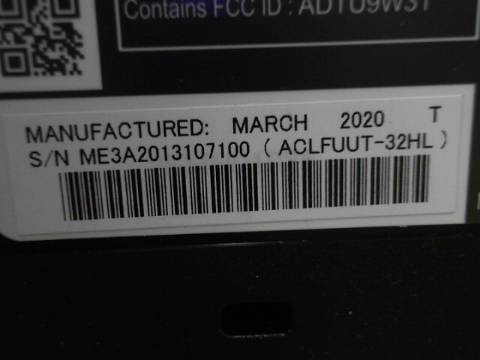 Contains FCC ID : ADTU9W31
MANUFACTURED: MARCH 2020 T
S/N ME3A2013107100 ( ACLFUUT-32HL )